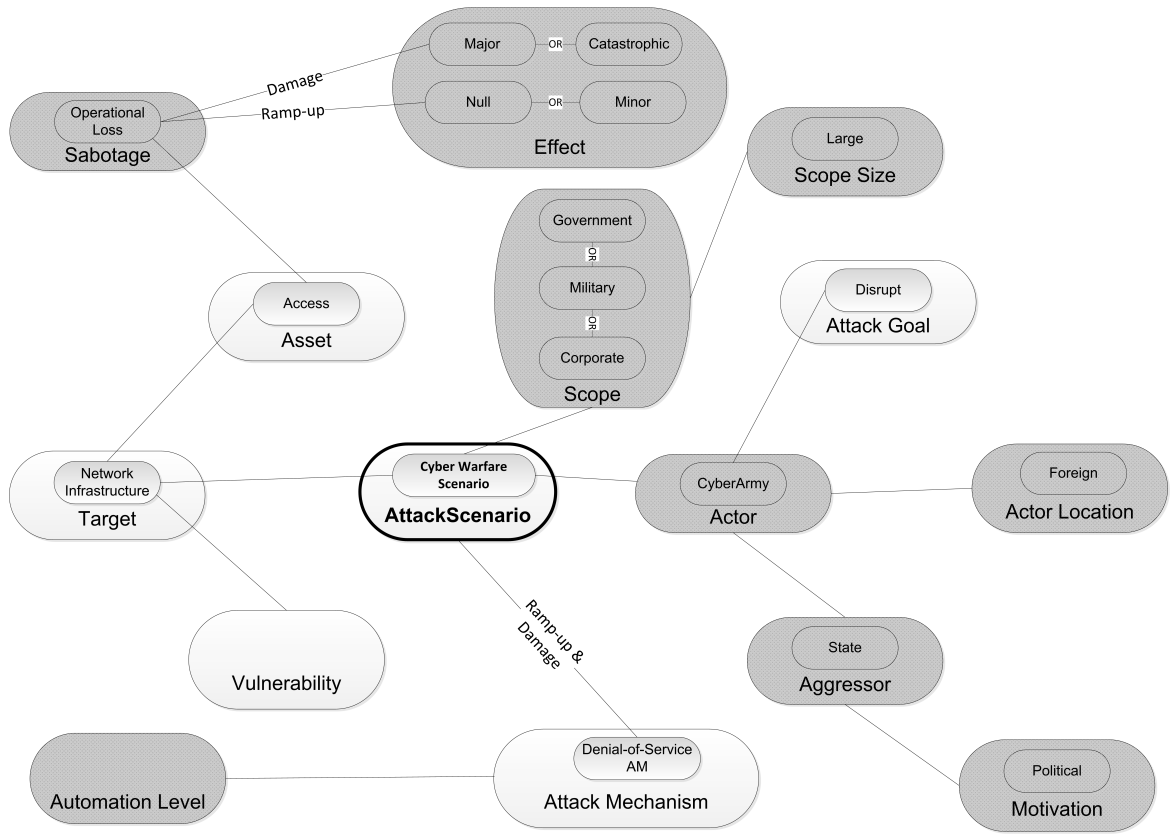 Major
OR
Catastrophic
Damage
Ramp-up
Null
OR
Minor
Effect
Operational
Loss
Sabotage
Large
Scope Size
Government
OR
Military
OR
Corporate
Scope
Access
Asset
Disrupt
Attack Goal
Network
Infrastructure
Target
Cyber Warfare
Scenario
AttackScenario
CyberArmy
Actor
Foreign
Actor Location
Ramp-up &
Damage
State
Aggressor
Vulnerability
Denial-of-Service
AM
Attack Mechanism
Automation Level
Political
Motivation